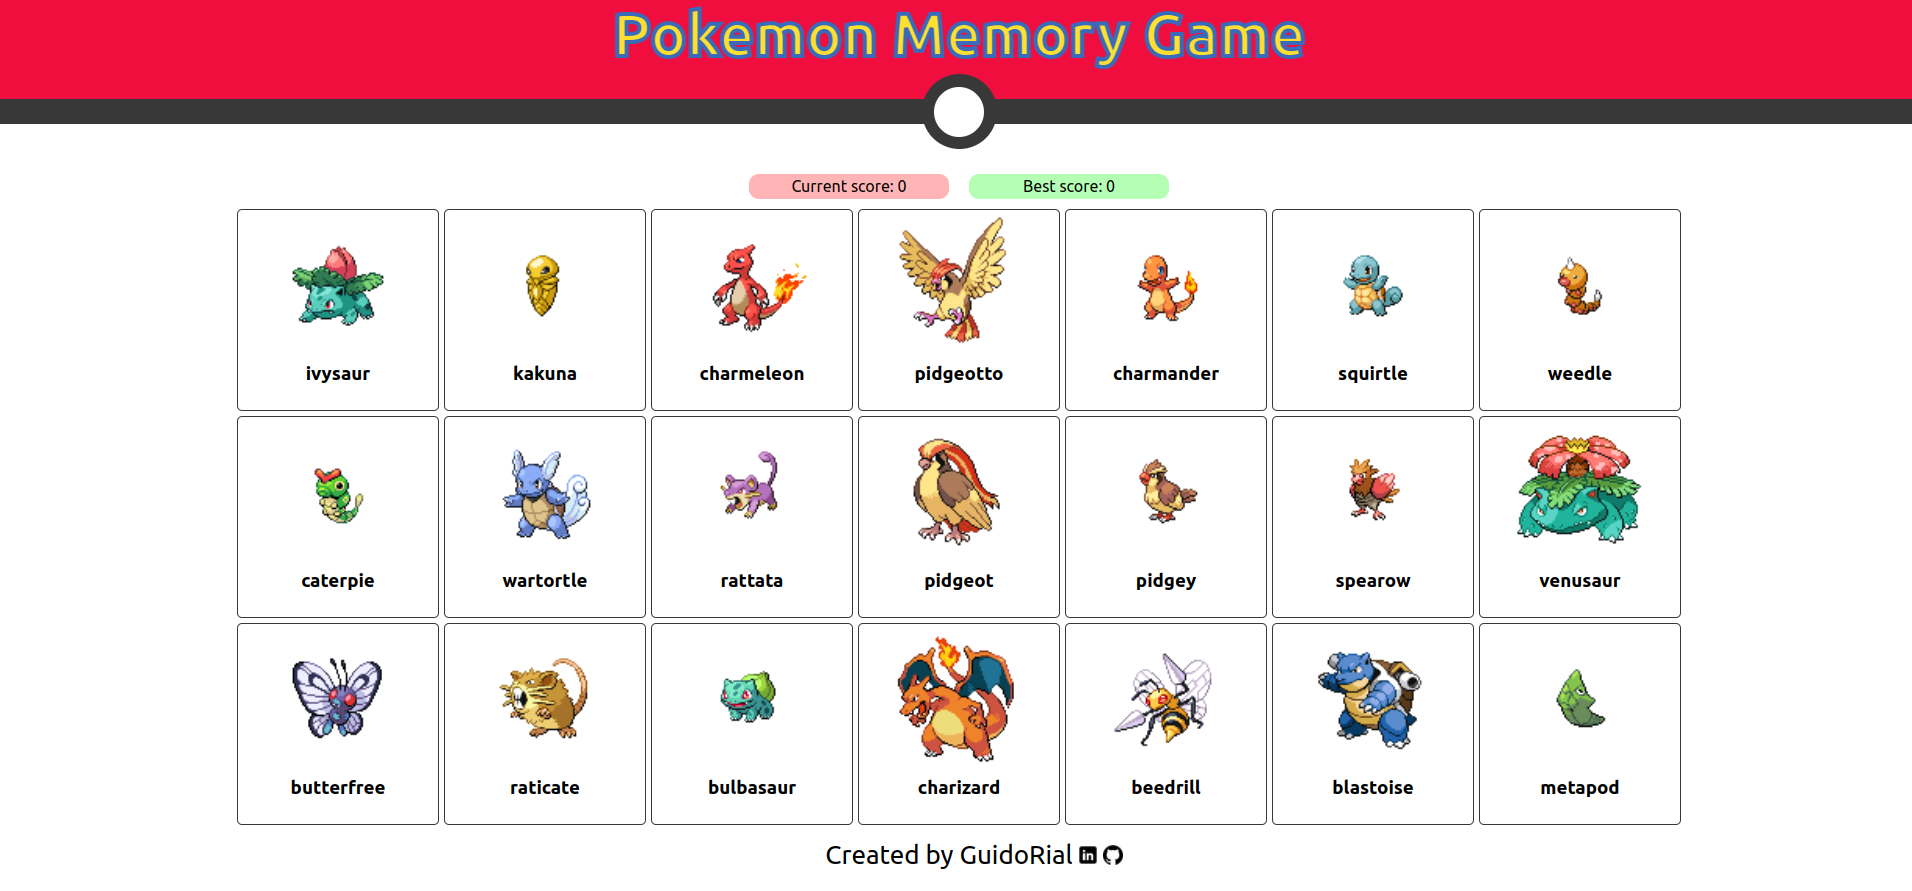 Pokemon Memory Game
Current score: 0
Best score: 0
ivysaur
kakuna
charmeleon
pidgeotto
charmander
squirtle
weedle
caterpie
wartortle
rattata
pidgeot
pidgey
spearow
venusaur
butterfree
raticate
bulbasaur
charizard
beedrill
blastoise
metapod
Created by GuidoRial in